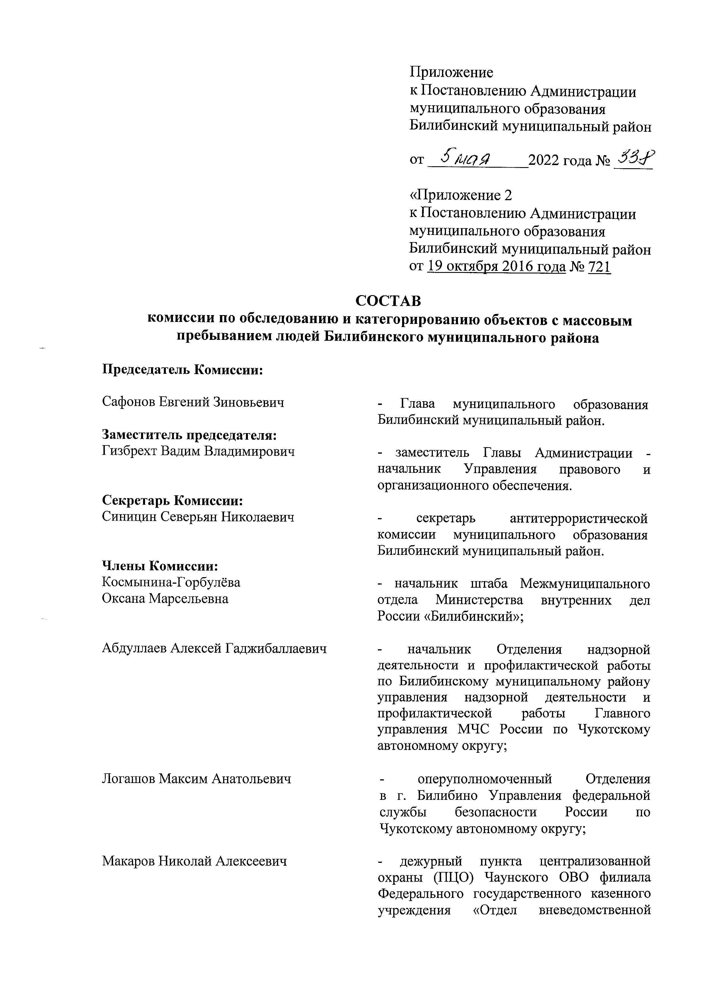 Приложение
к Постановлению Администрации
муниципального образования
Билибинский муниципальный район
от 5 мая 2022 года № 338
«Приложение 2
к Постановлению Администрации
муниципального образования
Билибинский муниципальный район
от 19 октября 2016 года № 721
СОСТАВ
комиссии по обследованию и категорированию объектов с массовым
пребыванием людей Билибинского муниципального района
Председатель Комиссии:
Сафонов Евгений Зиновьевич
- Глава муниципального образования
Билибинский муниципальный район.
Заместитель председателя:
Гизбрехт Вадим Владимирович
- заместитель Главы Администрации -
начальник Управления правового и
организационного обеспечения.
Секретарь Комиссии:
Синицин Северьян Николаевич
- секретарь антитеррористической
комиссии муниципального образования
Билибинский муниципальный район.
Члены Комиссии:
Космынина-Горбулёва
Оксана Марсельевна
- начальник штаба Межмуниципального
отдела Министерства внутренних дел
России «Билибинский»;
Абдуллаев Алексей Гаджибаллаевич
- начальник Отделения надзорной
деятельности и профилактической работы
по Билибинскому муниципальному району
управления надзорной деятельности и
профилактической работы Главного
управления МЧС России по Чукотскому
автономному округу;
Логашов Максим Анатольевич
- оперуполномоченный Отделения
в г. Билибино Управления федеральной
службы безопасности России по
Чукотскому автономному округу;
Макаров Николай Алексеевич
- дежурный пункта централизованной
охраны (ПЦО) Чаунского ОВО филиала
Федерального государственного казенного
учреждения «Отдел вневедомственной